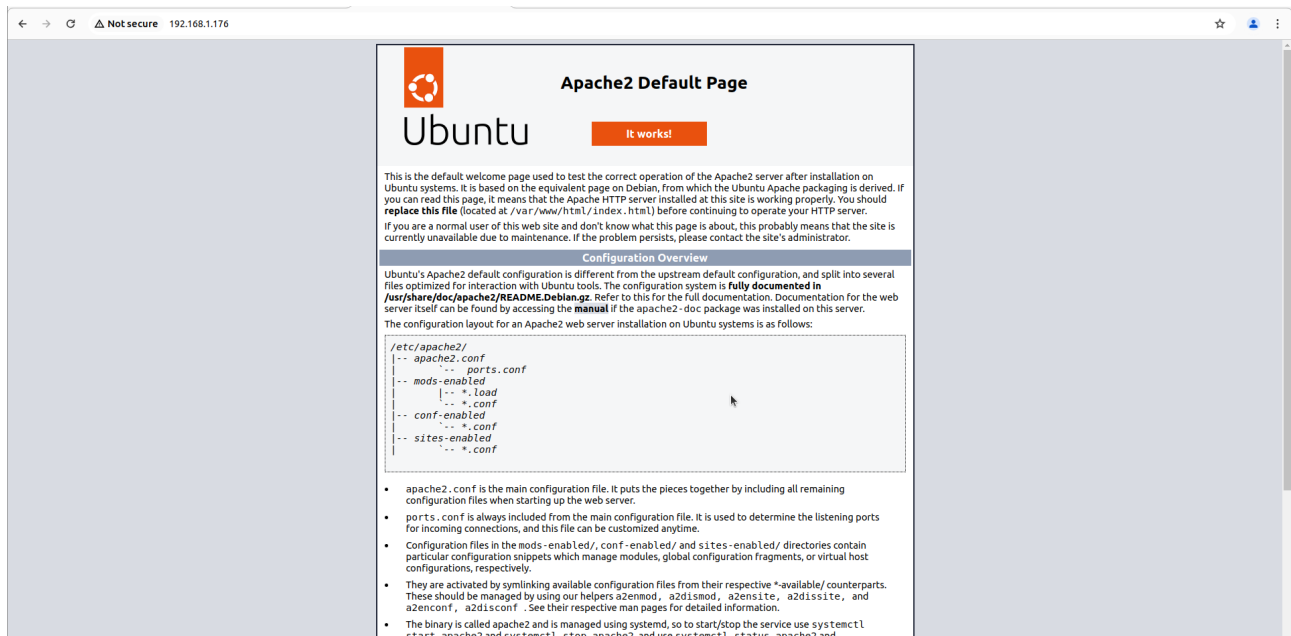 Not secure 192.168.1.176
Apache2 Default Page
Ubuntu
It works!
This is the default welcome page used to test the correct operation of the Apache2 server after installation on
Ubuntu systems. It is based on the equivalent page on Debian, from which the Ubuntu Apache packaging is derived. If
you can read this page, it means that the Apache HTTP server installed at this site is working properly. You should
replace this file (located at /var/www/html/index.html) before continuing to operate your HTTP server.
If you are a normal user of this web site and don't know what this page is about, this probably means that the site is
currently unavailable due to maintenance. If the problem persists, please contact the site's administrator.
Configuration Overview
Ubuntu's Apache2 default configuration is different from the upstream default configuration, and split into several
files optimized for interaction with Ubuntu tools. The configuration system is fully documented in
/usr/share/doc/apache2/README.Debian.gz. Refer to this for the full documentation. Documentation for the web
server itself can be found by accessing the manual if the apache2-doc package was installed on this server.
The configuration layout for an Apache2 web server installation on Ubuntu systems is as follows:
/etc/apache2/
|-- apache2.conf
|       `--  ports.conf
|-- mods-enabled
|       |-- *.load
|       `-- *.conf
|-- conf-enabled
|       `-- *.conf
|-- sites-enabled
|       `-- *.conf
• apache2.conf is the main configuration file. It puts the pieces together by including all remaining
configuration files when starting up the web server.
• ports.conf is always included from the main configuration file. It is used to determine the listening ports
for incoming connections, and this file can be customized anytime.
• Configuration files in the mods-enabled/, conf-enabled/ and sites-enabled/ directories contain
particular configuration snippets which manage modules, global configuration fragments, or virtual host
configurations, respectively.
• They are activated by symlinking available configuration files from their respective *-available/ counterparts.
These should be managed by using our helpers a2enmod, a2dismod, a2ensite, a2dissite, and
a2enconf, a2disconf . See their respective man pages for detailed information.
• The binary is called apache2 and is managed using systemd, so to start/stop the service use systemctl
start apache2 and systemctl stop apache2, and use systemctl status apache2 and